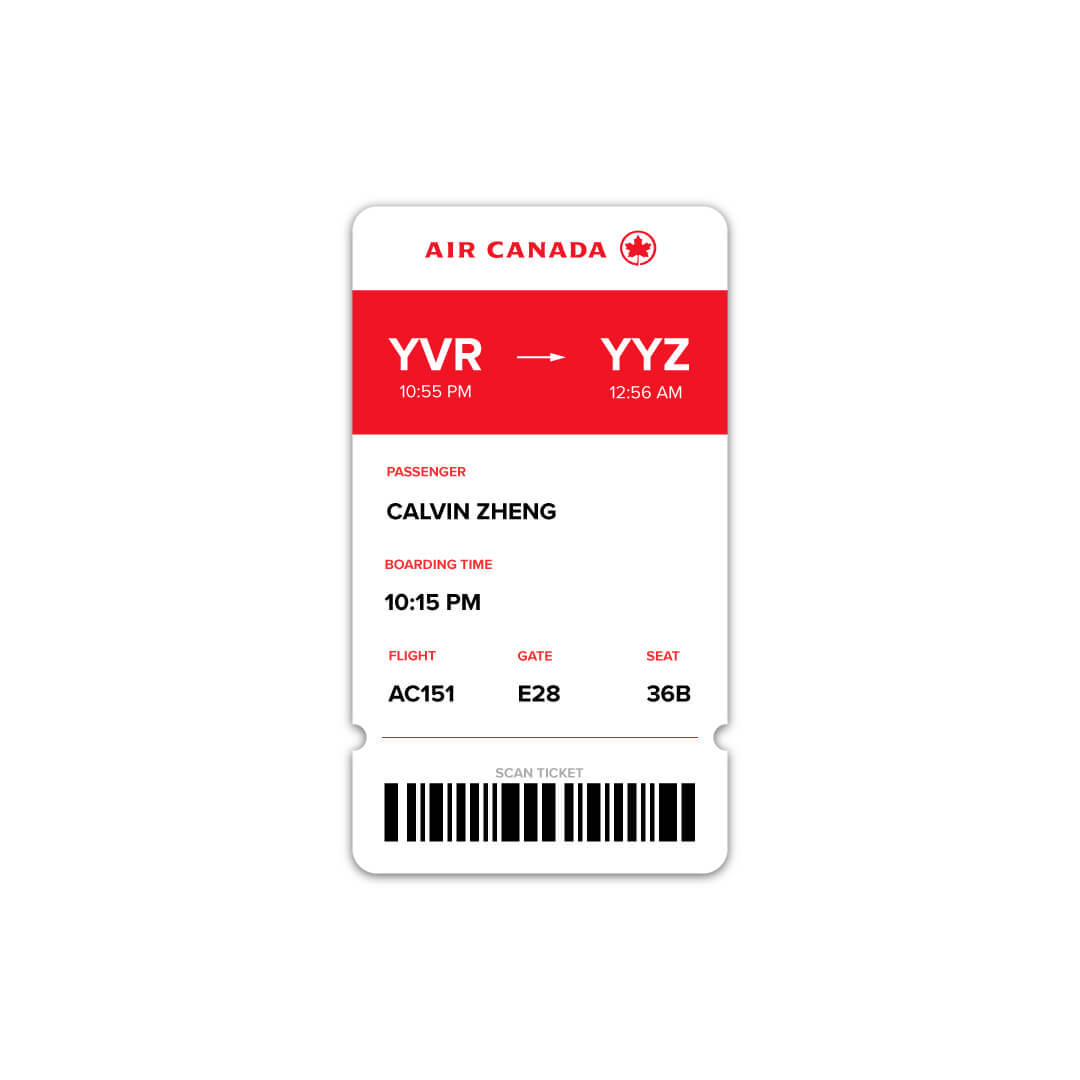 AIR CANADA
YVR YYZ
10:55 PM 12:56 AM
PASSENGER
CALVIN ZHENG
BOARDING TIME
10:15 PM
FLIGHT GATE SEAT
AC151 E28 36B
SCAN TICKET